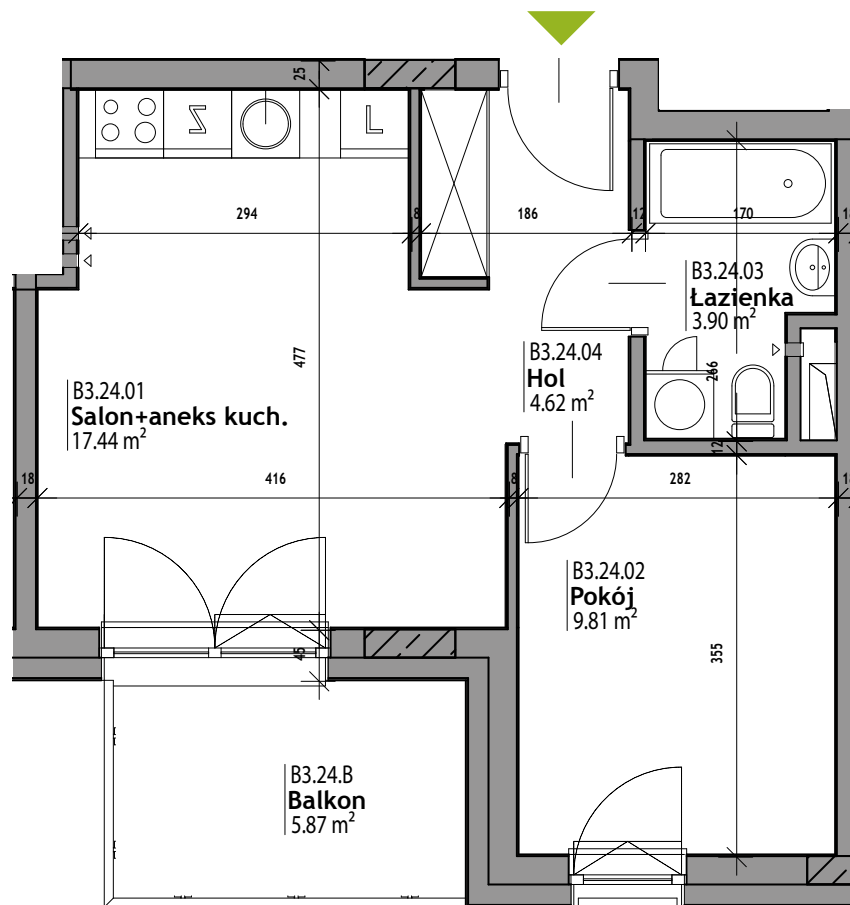 25
Z
L
294
8
186
12
170
18
B3.24.03
Łazienka
3.90 m²
B3.24.04
Hol
4.62 m²
477
266
B3.24.01
Salon+aneks kuch.
17.44 m²
12
18
416
8
282
18
B3.24.02
Pokój
9.81 m²
45
355
B3.24.B
Balkon
5.87 m²